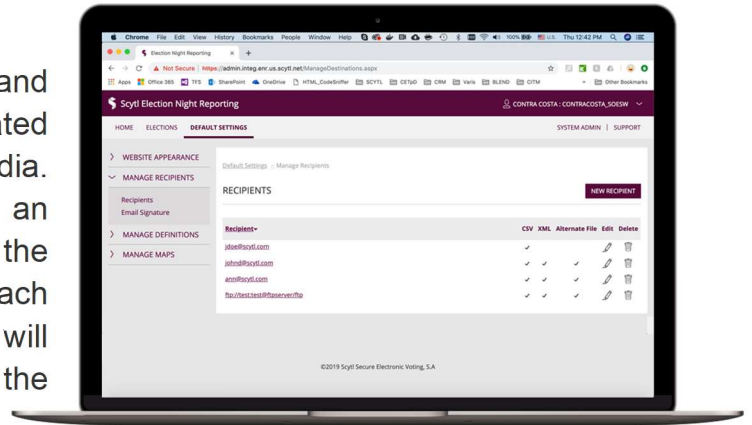 and
ated
dia.
an
the
ach
will
the
Chrome File Edit View History Bookmarks People Window Help 100% U.S. Thu 12:42 PM
Election Night Reporting × +
Not Secure | https://admin.integ.enr.us.scytl.net/ManageDestinations.aspx
Apps Office 365 TFS SharePoint OneDrive HTML_CodeSniffer SCYTL CETpD CRM Varis BLEND CITM » Other Bookmarks
Scytl Election Night Reporting CONTRA COSTA : CONTRACOSTA_SOESW
HOME ELECTIONS DEFAULT SETTINGS SYSTEM ADMIN | SUPPORT
WEBSITE APPEARANCE
MANAGE RECIPIENTS
Recipients
Email Signature
MANAGE DEFINITIONS
MANAGE MAPS
Default Settings » Manage Recipients
RECIPIENTS NEW RECIPIENT
Recipient CSV XML Alternate File Edit Delete
jdoe@scytl.com
johnd@scytl.com
ann@scytl.com
ftp://test:test@ftpserver/ftp
©2019 Scytl Secure Electronic Voting, S.A